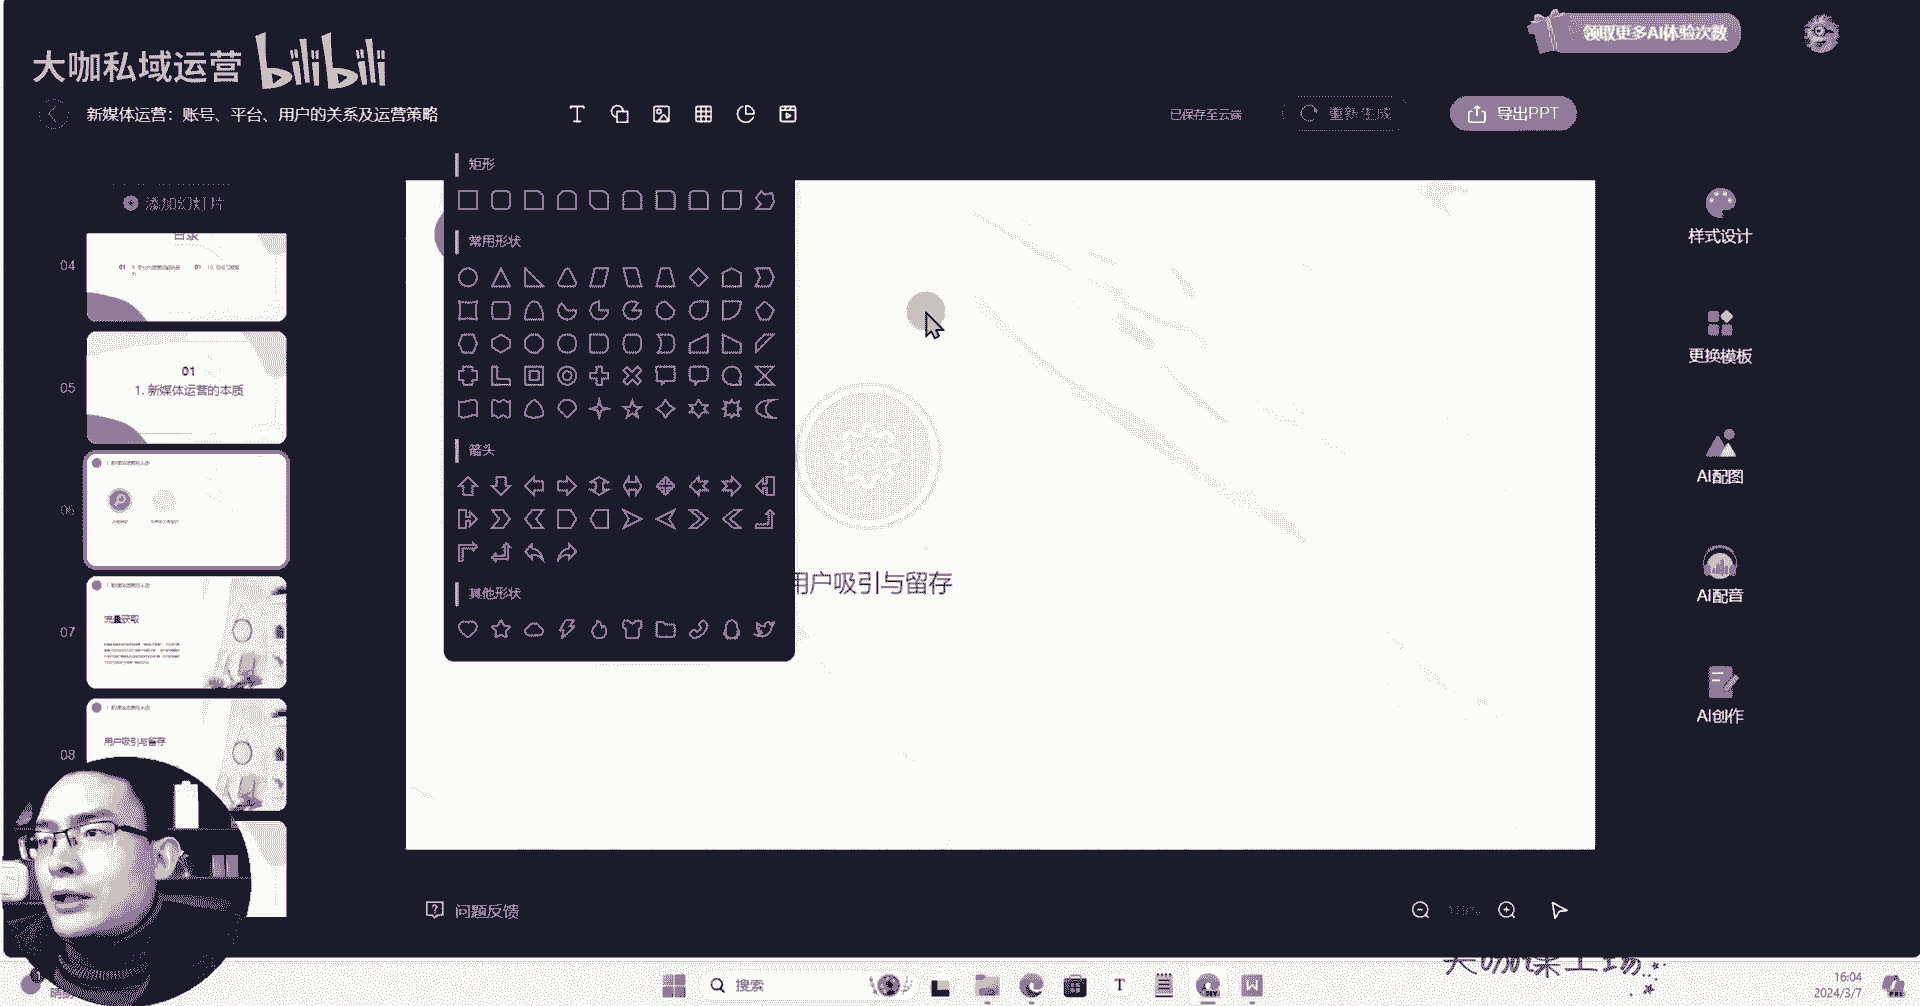 大咖私域运营 bilibili
领取更多AI体验次数
新媒体运营：账号、平台、用户的关系及运营策略
已保存至云端
重新生成
导出PPT
矩形
常用形状
箭头
其他形状
添加幻灯片
04
目录
05
01
1. 新媒体运营的本质
06
07
流量获取
08
用户吸引与留存
用户吸引与留存
样式设计
更换模板
AI配图
AI配音
AI创作
问题反馈
搜索
16:04
2024/3/7